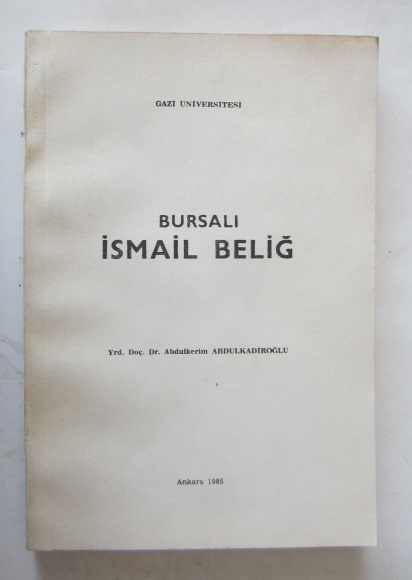 GAZİ ÜNİVERSİTESİ
BURSALI
İSMAİL BELİĞ
Yrd. Doç. Dr. Abdulkerim ABDULKADİROĞLU
Ankara 1985